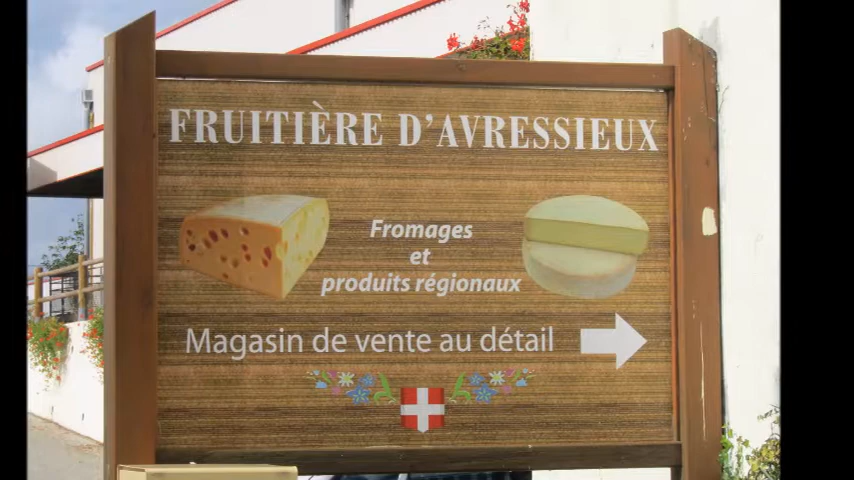 FRUITIÈRE D'AVRESSIEUX
Fromages
et
produits régionaux
Magasin de vente au détail